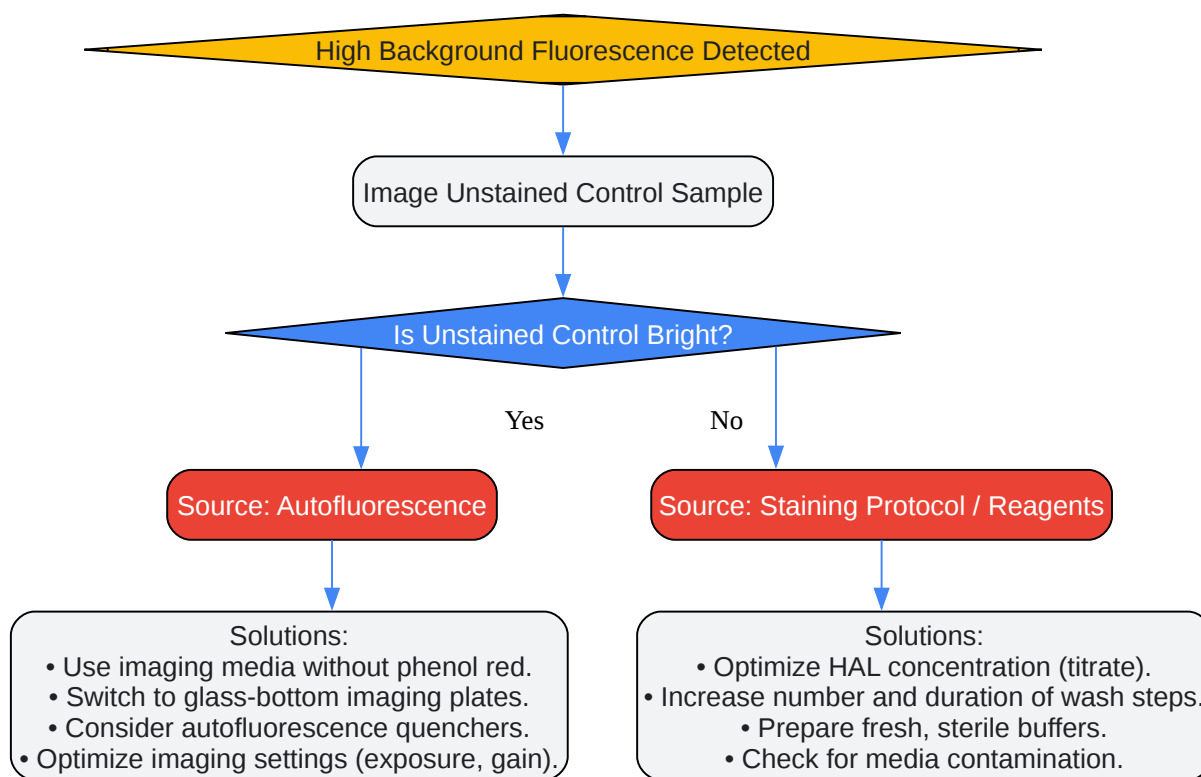 High Background Fluorescence Detected
Image Unstained Control Sample
Is Unstained Control Bright?
Yes
No
Source: Autofluorescence
Source: Staining Protocol / Reagents
Solutions:
• Use imaging media without phenol red.
• Switch to glass-bottom imaging plates.
• Consider autofluorescence quenchers.
• Optimize imaging settings (exposure, gain).
Solutions:
• Optimize HAL concentration (titrate).
• Increase number and duration of wash steps.
• Prepare fresh, sterile buffers.
• Check for media contamination.